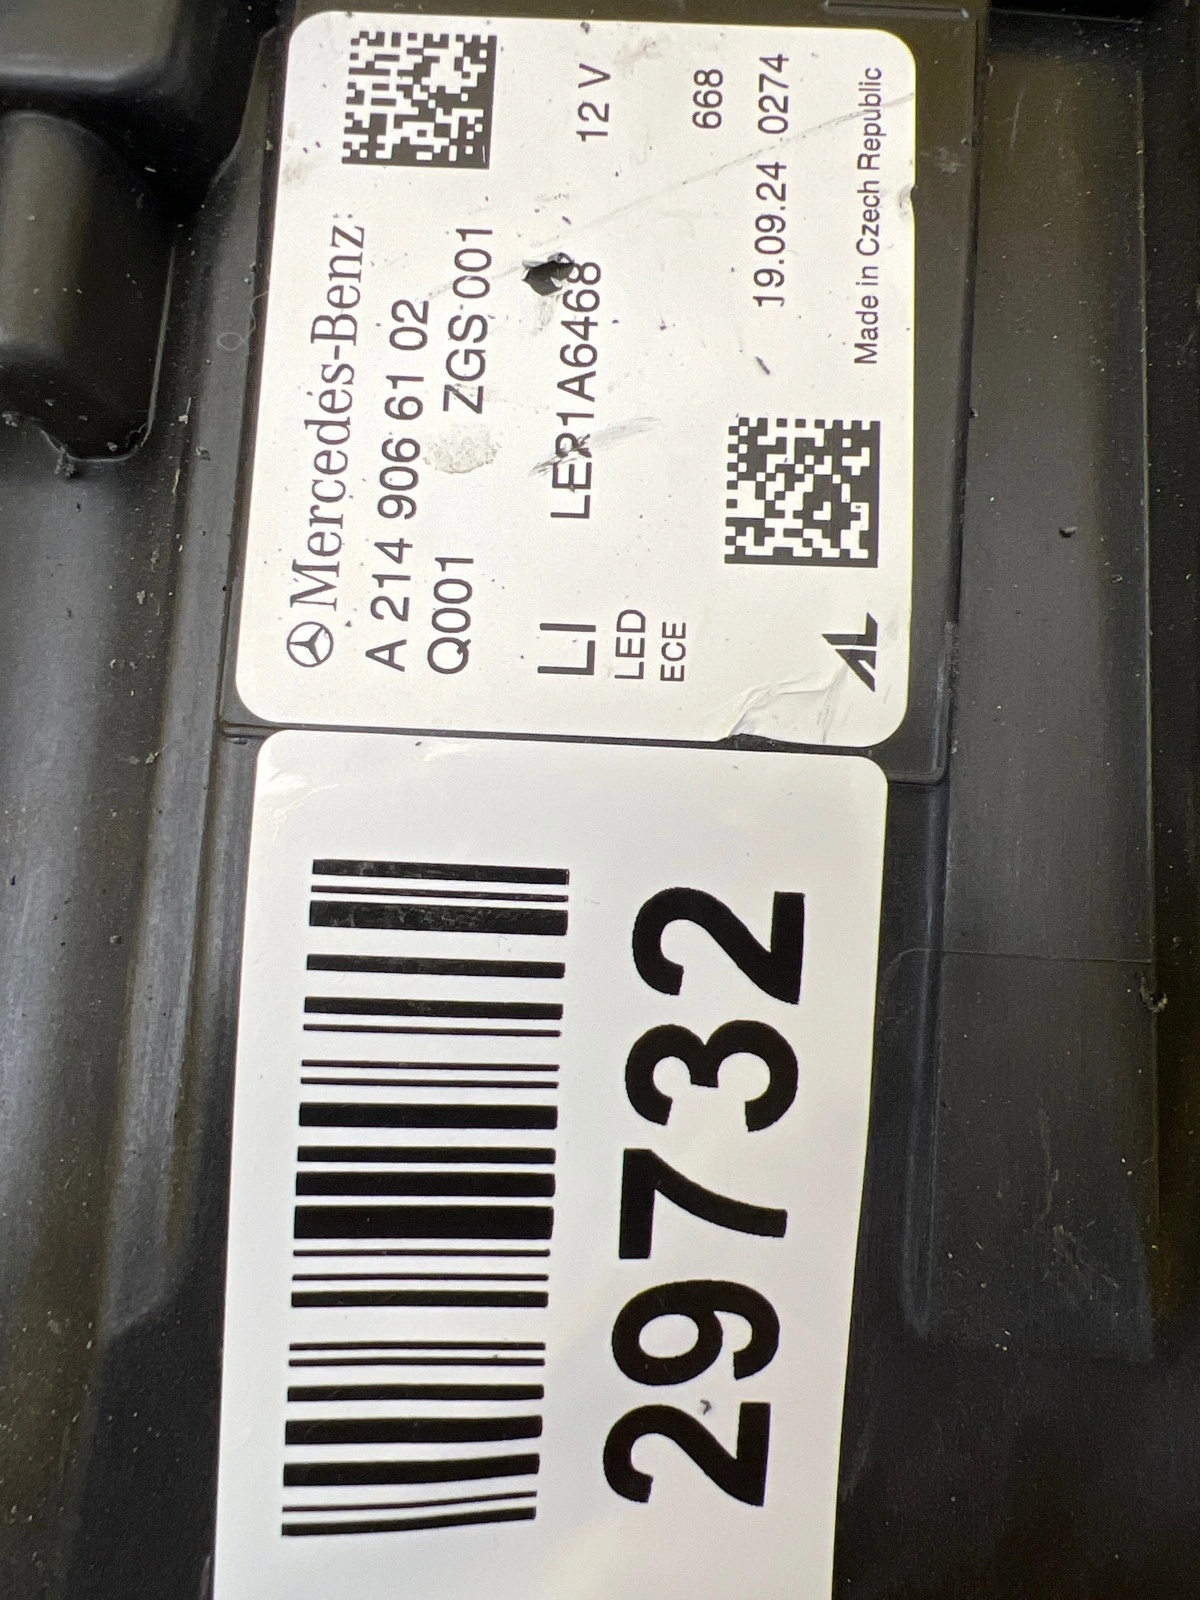 Mercedes-Benz
A 214 906 61 02
Q001 ZGS 001
LI LER1A6468 12 V
LED
ECE 668
19.09.24 0274
AL Made in Czech Republic
29732